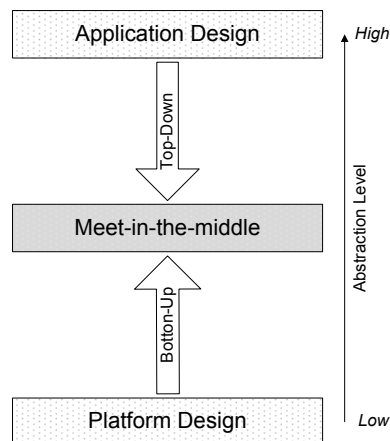 Application Design
High
Top-Down
Meet-in-the-middle
Abstraction Level
Botton-Up
Platform Design
Low